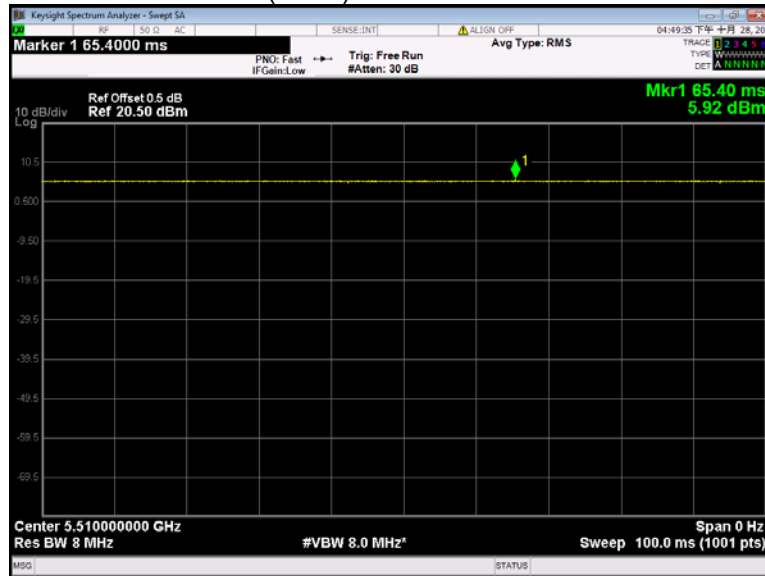 Keysight Spectrum Analyzer - Swept SA
RF 50 Ω AC SENSE:INT ALIGN OFF 04:49:35 下午 十月 28, 20
Marker 1 65.4000 ms
PNO: Fast Trig: Free Run Avg Type: RMS TRACE 1 2 3 4 5 6
IFGain:Low #Atten: 30 dB TYPE WWWWWW
DET A N N N N N
Mkr1 65.40 ms
5.92 dBm
Ref Offset 0.5 dB
10 dB/div Ref 20.50 dBm
Log
1
10.5
0.500
-9.50
-19.5
-29.5
-39.5
-49.5
-59.5
-69.5
Center 5.510000000 GHz Span 0 Hz
Res BW 8 MHz #VBW 8.0 MHz* Sweep 100.0 ms (1001 pts)
MSG STATUS